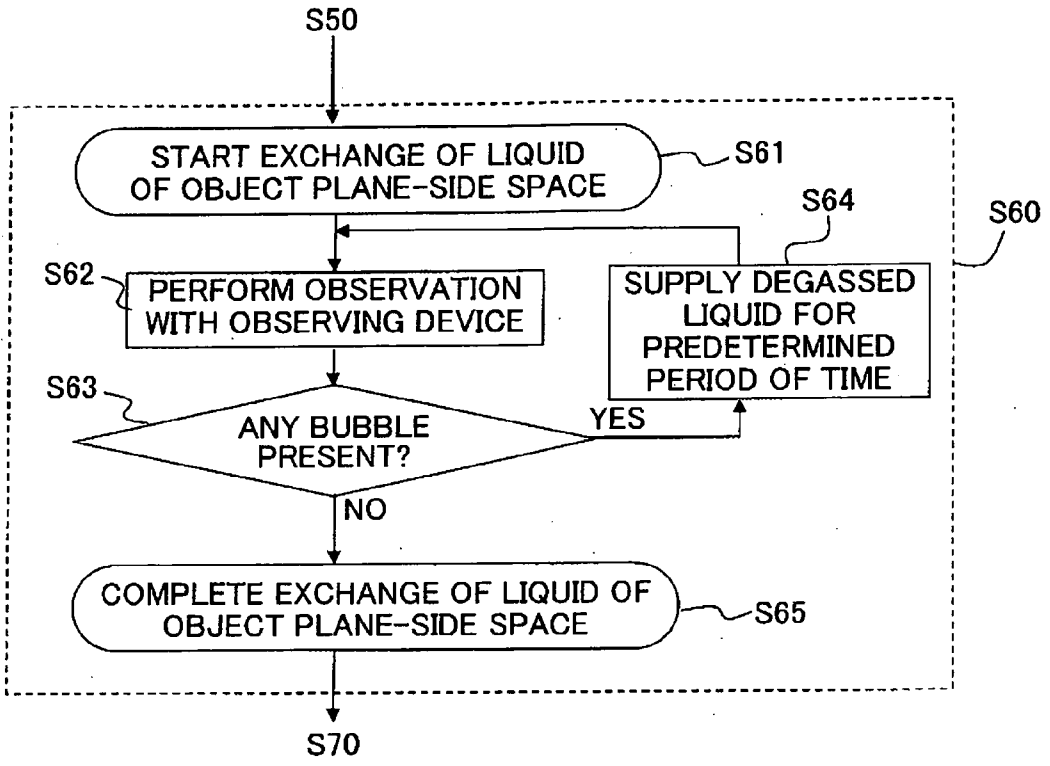 S50
START EXCHANGE OF LIQUID
OF OBJECT PLANE-SIDE SPACE
S61
S64
S60
S62
PERFORM OBSERVATION
WITH OBSERVING DEVICE
SUPPLY DEGASSED
LIQUID FOR
PREDETERMINED
PERIOD OF TIME
S63
ANY BUBBLE
PRESENT?
YES
NO
COMPLETE EXCHANGE OF LIQUID OF
OBJECT PLANE-SIDE SPACE
S65
S70